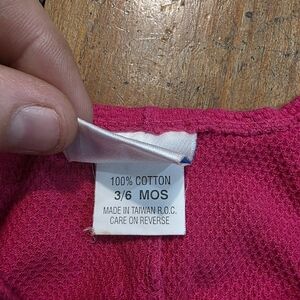 100% COTTON
3/6 MOS
MADE IN TAIWAN R.O.C.
CARE ON REVERSE